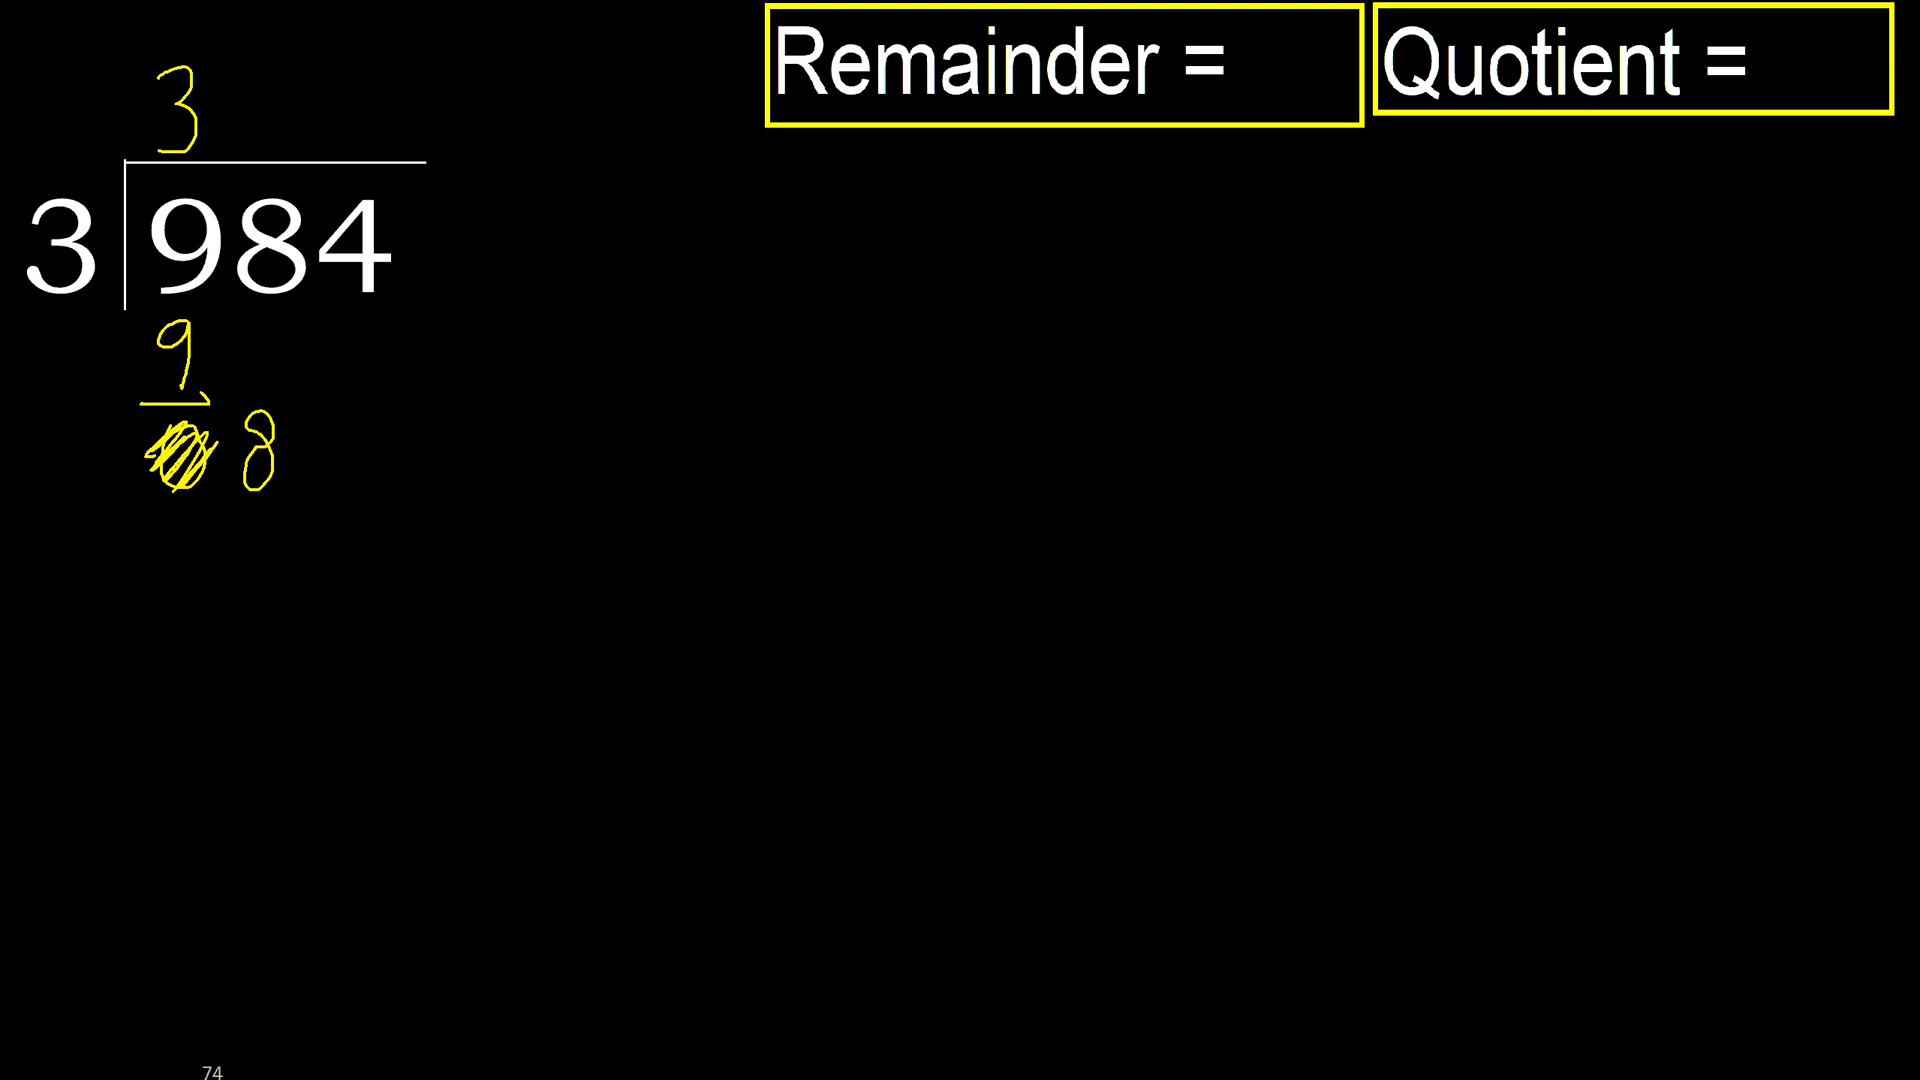 Remainder =
Quotient =
3
3 984
9
8
74